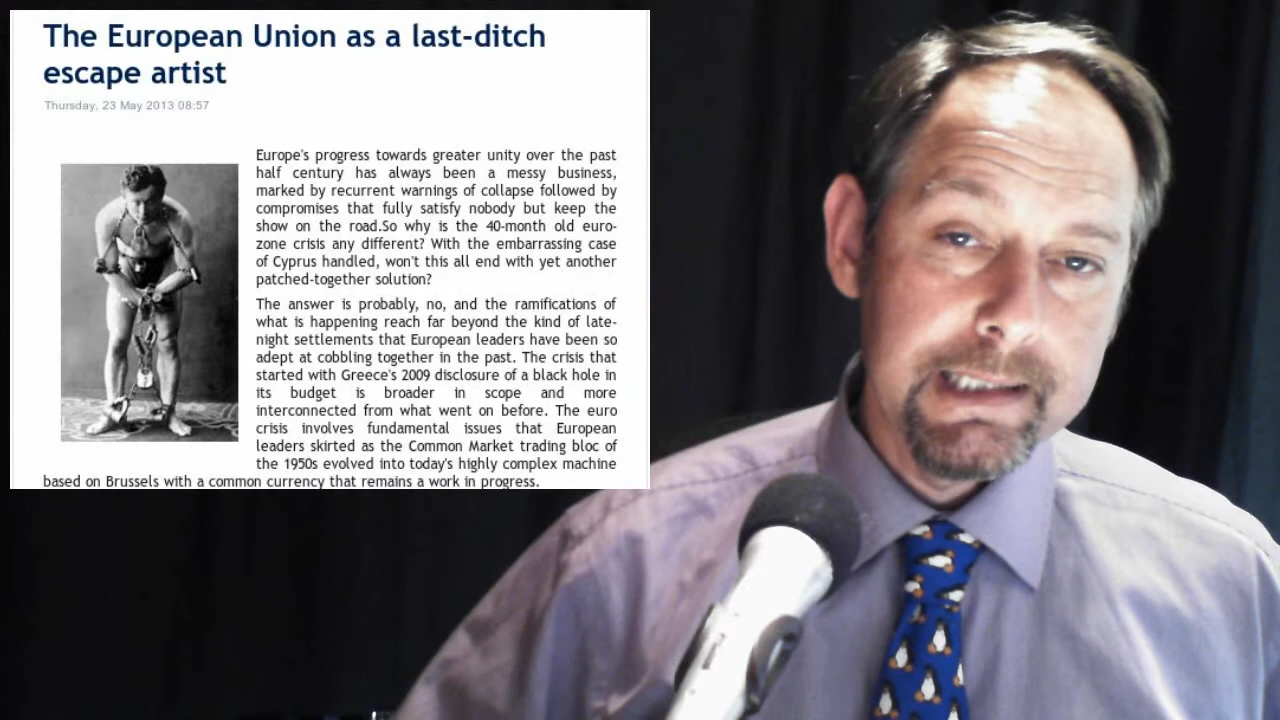 The European Union as a last-ditch
escape artist
Thursday, 23 May 2013 08:57
Europe's progress towards greater unity over the past
half century has always been a messy business,
marked by recurrent warnings of collapse followed by
compromises that fully satisfy nobody but keep the
show on the road.So why is the 40-month old euro-
zone crisis any different? With the embarrassing case
of Cyprus handled, won't this all end with yet another
patched-together solution?
The answer is probably, no, and the ramifications of
what is happening reach far beyond the kind of late-
night settlements that European leaders have been so
adept at cobbling together in the past. The crisis that
started with Greece's 2009 disclosure of a black hole in
its budget is broader in scope and more
interconnected from what went on before. The euro
crisis involves fundamental issues that European
leaders skirted as the Common Market trading bloc of
the 1950s evolved into today's highly complex machine
based on Brussels with a common currency that remains a work in progress.